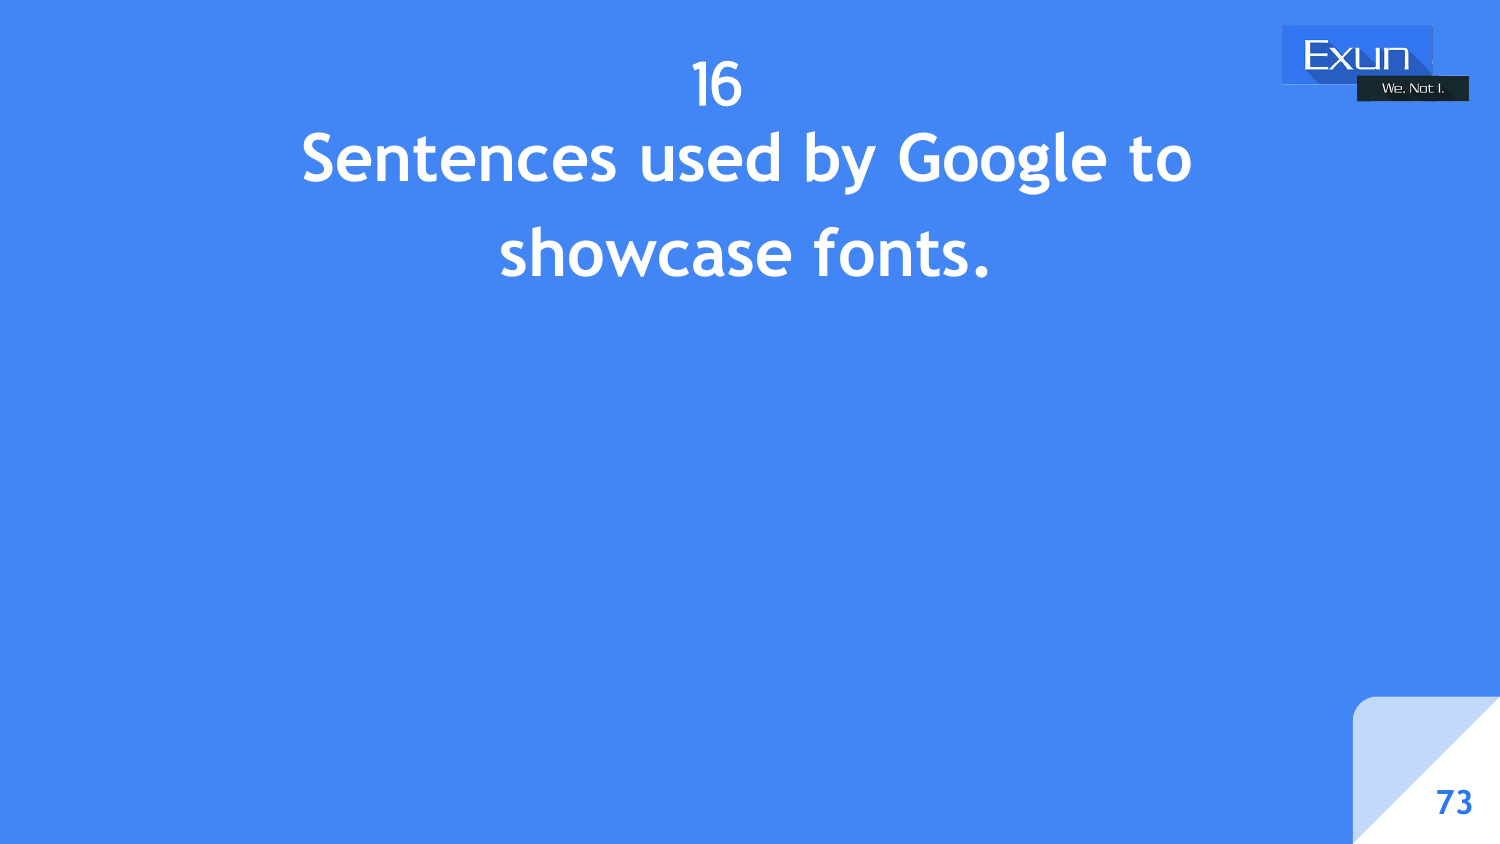 Exun
We, Not I.
16
Sentences used by Google to
showcase fonts.
73